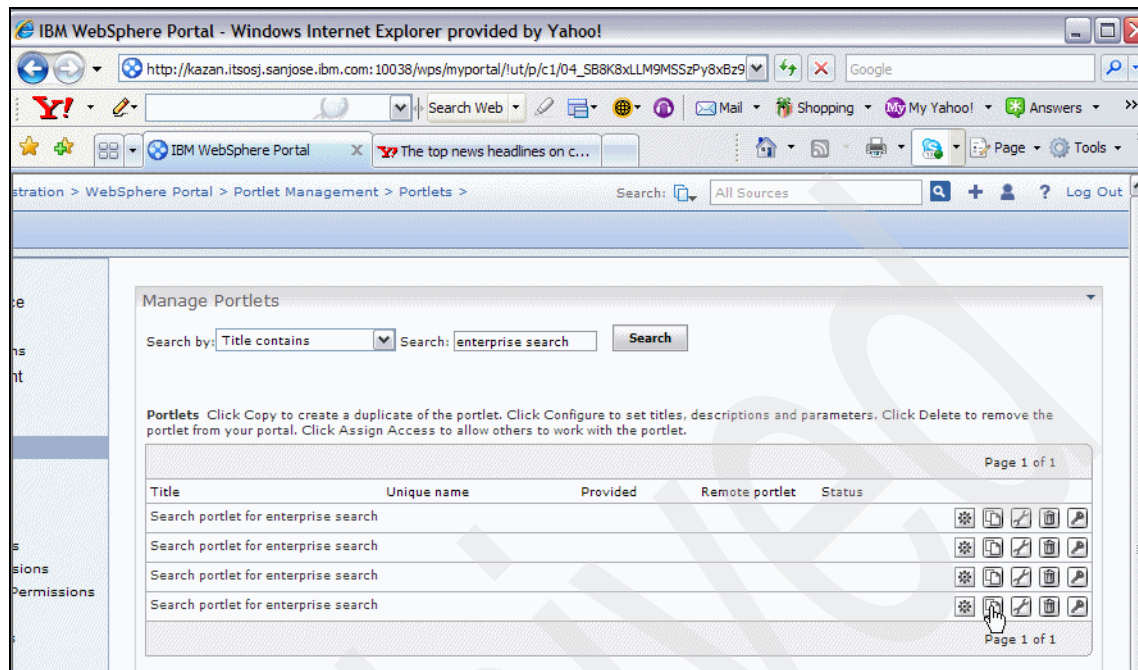 IBM WebSphere Portal - Windows Internet Explorer provided by Yahoo!
http://kazan.itsosj.sanjose.ibm.com:10038/wps/myportal/!ut/p/c1/04_SB8K8xLLM9MSSzPy8xBz9 Google
Y! Search Web Mail Shopping My Yahoo! Answers »
IBM WebSphere Portal X Y? The top news headlines on c... Page Tools
stration > WebSphere Portal > Portlet Management > Portlets > Search: All Sources ? Log Out
Manage Portlets
Search by: Title contains Search: enterprise search Search
Portlets Click Copy to create a duplicate of the portlet. Click Configure to set titles, descriptions and parameters. Click Delete to remove the
portlet from your portal. Click Assign Access to allow others to work with the portlet.
Page 1 of 1
Title Unique name Provided Remote portlet Status
Search portlet for enterprise search
Search portlet for enterprise search
Search portlet for enterprise search
Search portlet for enterprise search
Page 1 of 1
sions
Permissions